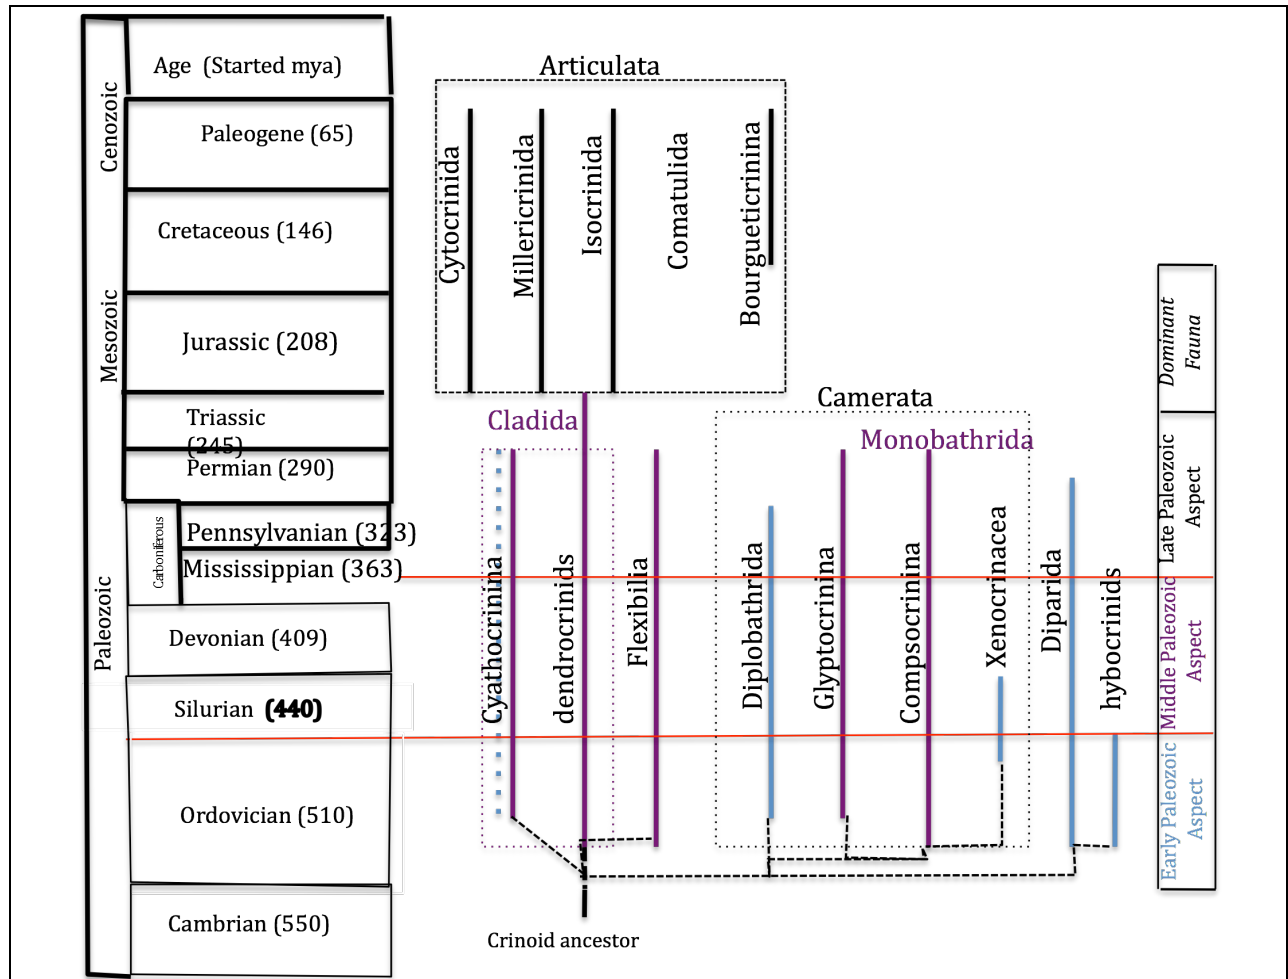 Age (Started mya)
Cenozoic
Paleogene (65)
Cretaceous (146)
Mesozoic
Jurassic (208)
Triassic
(245)
Permian (290)
Carboniferous
Pennsylvanian (323)
Mississippian (363)
Paleozoic
Devonian (409)
Silurian (440)
Ordovician (510)
Cambrian (550)
Articulata
Cytocrinida
Millericrinida
Isocrinida
Comatulida
Bourgueticrinina
Cladida
Cyathocrinina
dendrocrinids
Flexibilia
Camerata
Monobathrida
Diplobathrida
Glyptocrinina
Compsocrinina
Xenocrinacea
Diparida
hybocrinids
Crinoid ancestor
Dominant
Fauna
Late Paleozoic
Aspect
Middle Paleozoic
Aspect
Early Paleozoic
Aspect